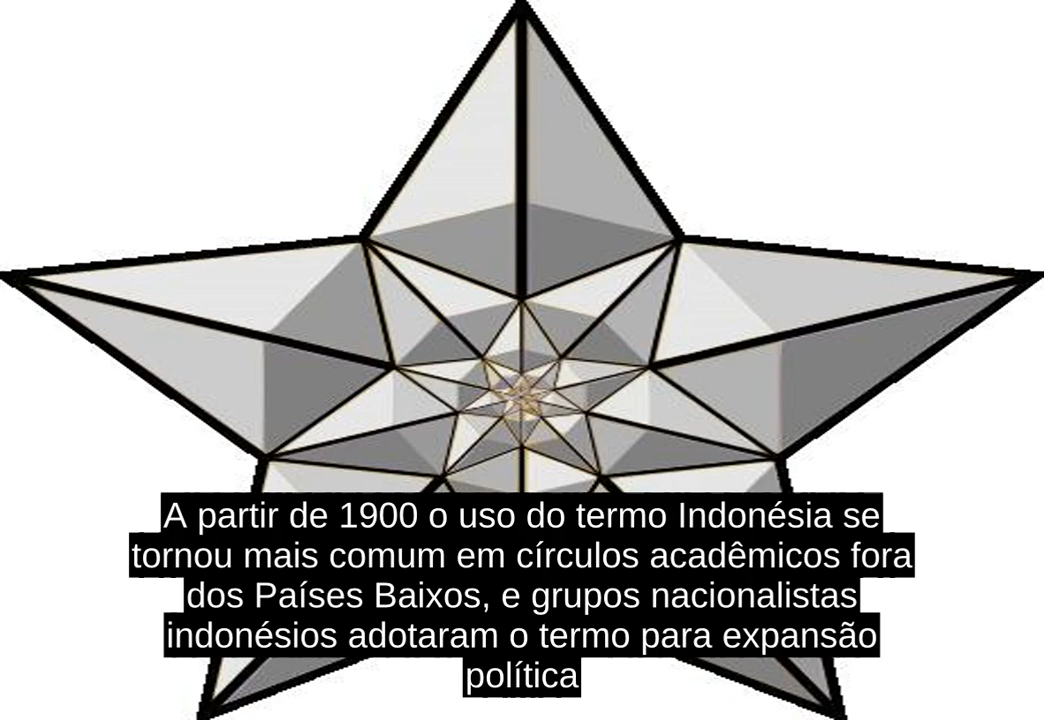 A partir de 1900 o uso do termo Indonésia se
tornou mais comum em círculos acadêmicos fora
dos Países Baixos, e grupos nacionalistas
indonésios adotaram o termo para expansão
política